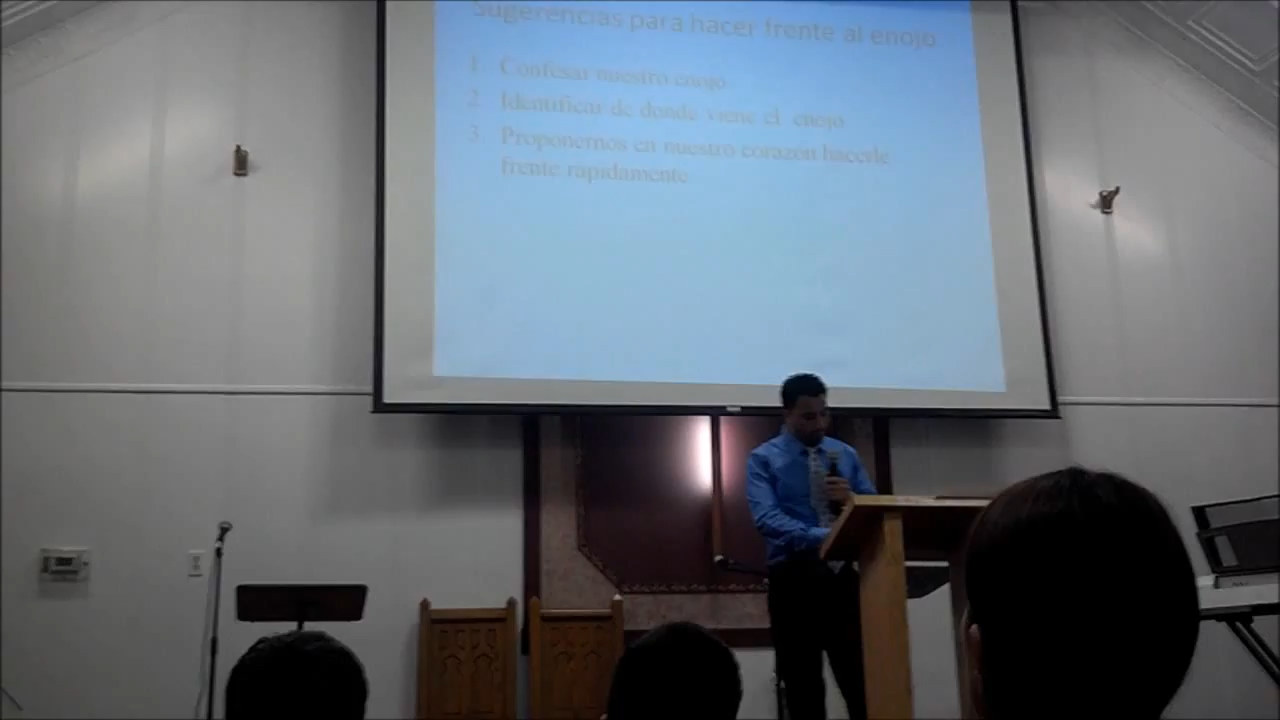 Sugerencias para hacer frente al enojo
1. Confesar nuestro enojo
2. Identificar de donde viene el enojo
3. Proponernos en nuestro corazón hacerle
frente rapidamente